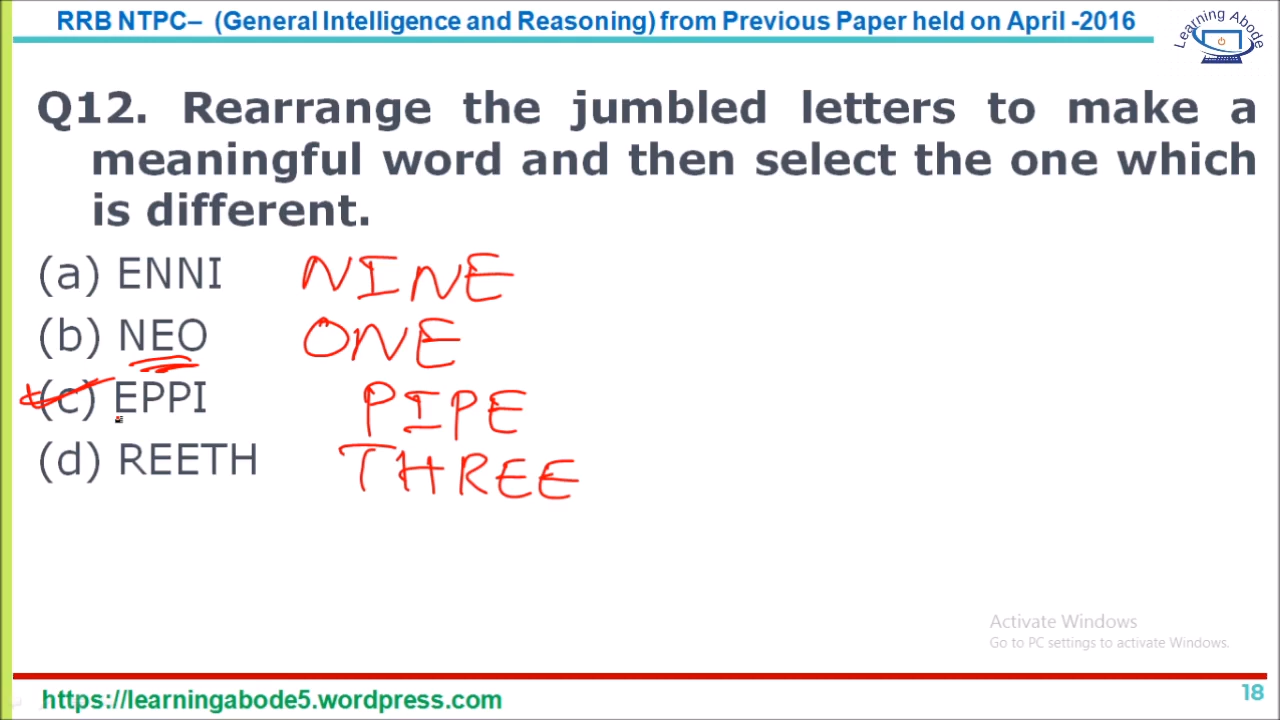 RRB NTPC– (General Intelligence and Reasoning) from Previous Paper held on April -2016
Learning Abode
Q12. Rearrange the jumbled letters to make a
meaningful word and then select the one which
is different.
(a) ENNI NINE
(b) NEO ONE
(c) EPPI PIPE
(d) REETH THREE
Activate Windows
Go to PC settings to activate Windows.
https://learningabode5.wordpress.com
18